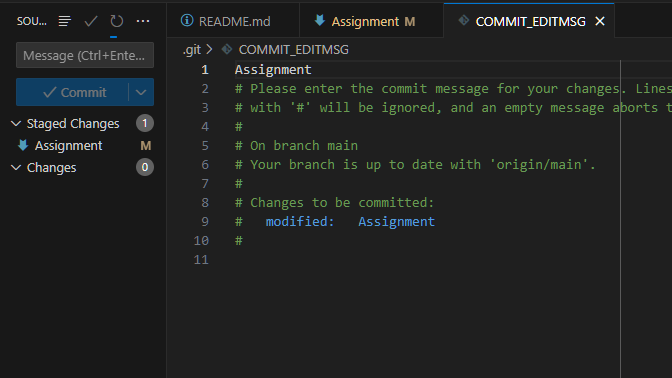 SOU...
README.md
Assignment M
COMMIT_EDITMSG
Message (Ctrl+Ente...
Commit
Staged Changes 1
Assignment M
Changes 0
.git > COMMIT_EDITMSG
1 Assignment
2 # Please enter the commit message for your changes. Lines
3 # with '#' will be ignored, and an empty message aborts t
4 #
5 # On branch main
6 # Your branch is up to date with 'origin/main'.
7 #
8 # Changes to be committed:
9 # modified: Assignment
10 #
11